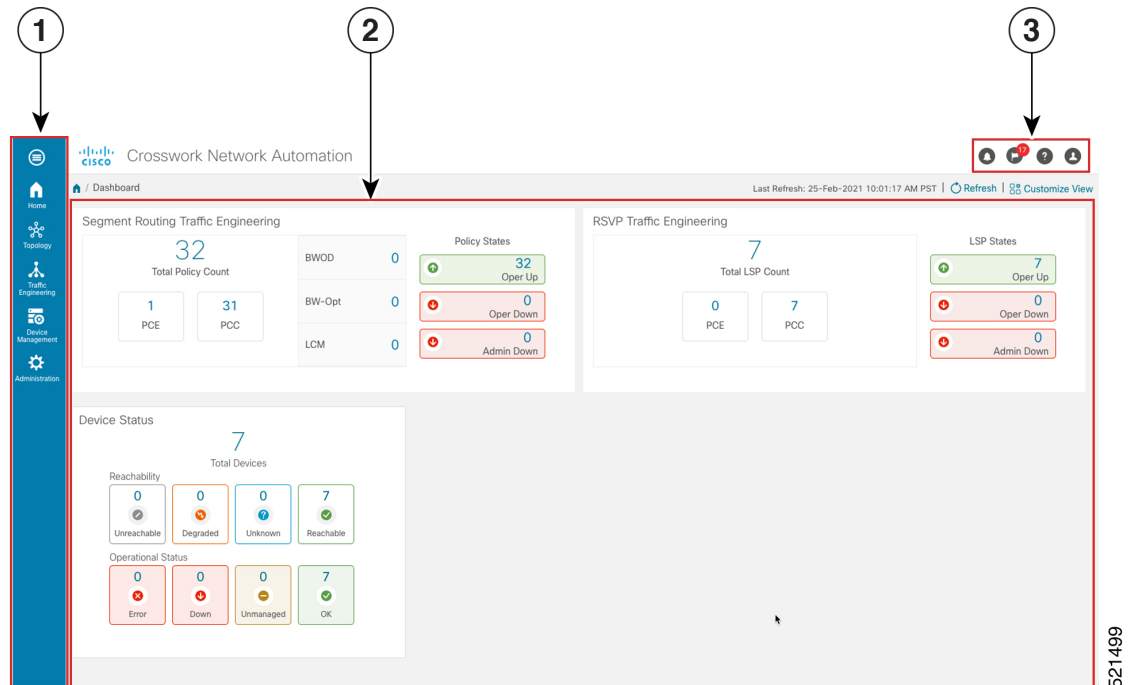 1
2
3
CISCO Crosswork Network Automation
17
?
Home
Topology
Traffic
Engineering
Device
Management
Administration
/ Dashboard
Last Refresh: 25-Feb-2021 10:01:17 AM PST | Refresh | Customize View
Segment Routing Traffic Engineering
32
Total Policy Count
1
PCE
31
PCC
BWOD 0
BW-Opt 0
LCM 0
Policy States
32
Oper Up
0
Oper Down
0
Admin Down
RSVP Traffic Engineering
7
Total LSP Count
0
PCE
7
PCC
LSP States
7
Oper Up
0
Oper Down
0
Admin Down
Device Status
7
Total Devices
Reachability
0
Unreachable
0
Degraded
0
?
Unknown
7
Reachable
Operational Status
0
Error
0
Down
0
Unmanaged
7
OK
521499